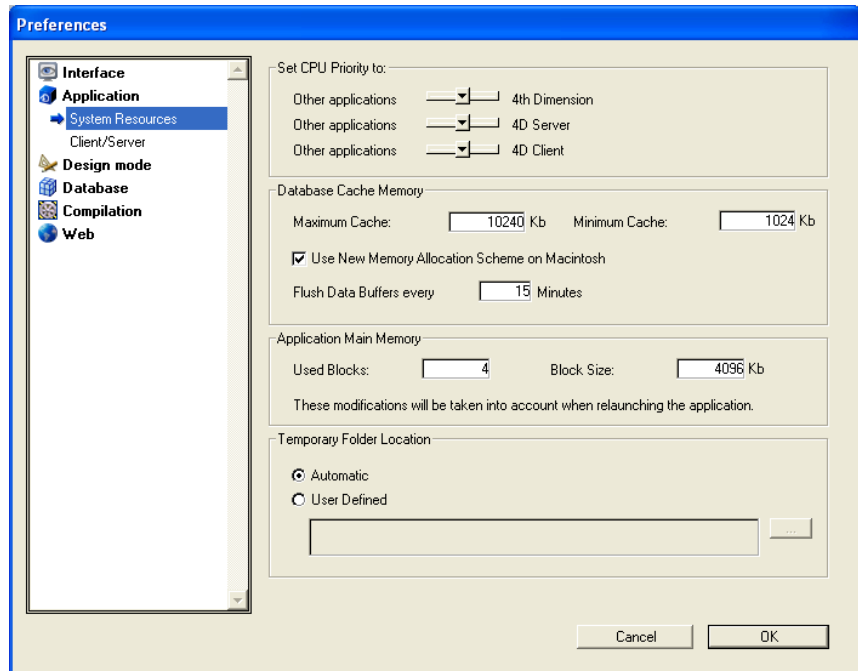 Preferences
Interface
Application
System Resources
Client/Server
Design mode
Database
Compilation
Web
Set CPU Priority to:
Other applications 4th Dimension
Other applications 4D Server
Other applications 4D Client
Database Cache Memory
Maximum Cache: 10240 Kb Minimum Cache: 1024 Kb
Use New Memory Allocation Scheme on Macintosh
Flush Data Buffers every 15 Minutes
Application Main Memory
Used Blocks: 4 Block Size: 4096 Kb
These modifications will be taken into account when relaunching the application.
Temporary Folder Location
Automatic
User Defined
...
Cancel OK